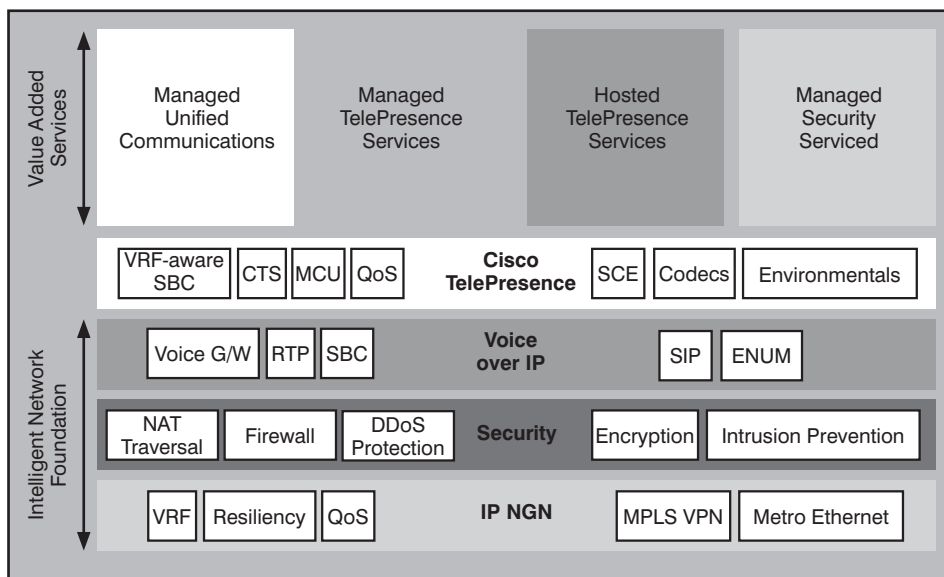 Value Added
Services
Managed
Unified
Communications
Managed
TelePresence
Services
Hosted
TelePresence
Services
Managed
Security
Serviced
VRF-aware
SBC
CTS
MCU
QoS
Cisco
TelePresence
SCE
Codecs
Environmentals
Intelligent Network
Foundation
Voice G/W
RTP
SBC
Voice
over IP
SIP
ENUM
NAT
Traversal
Firewall
DDoS
Protection
Security
Encryption
Intrusion Prevention
VRF
Resiliency
QoS
IP NGN
MPLS VPN
Metro Ethernet